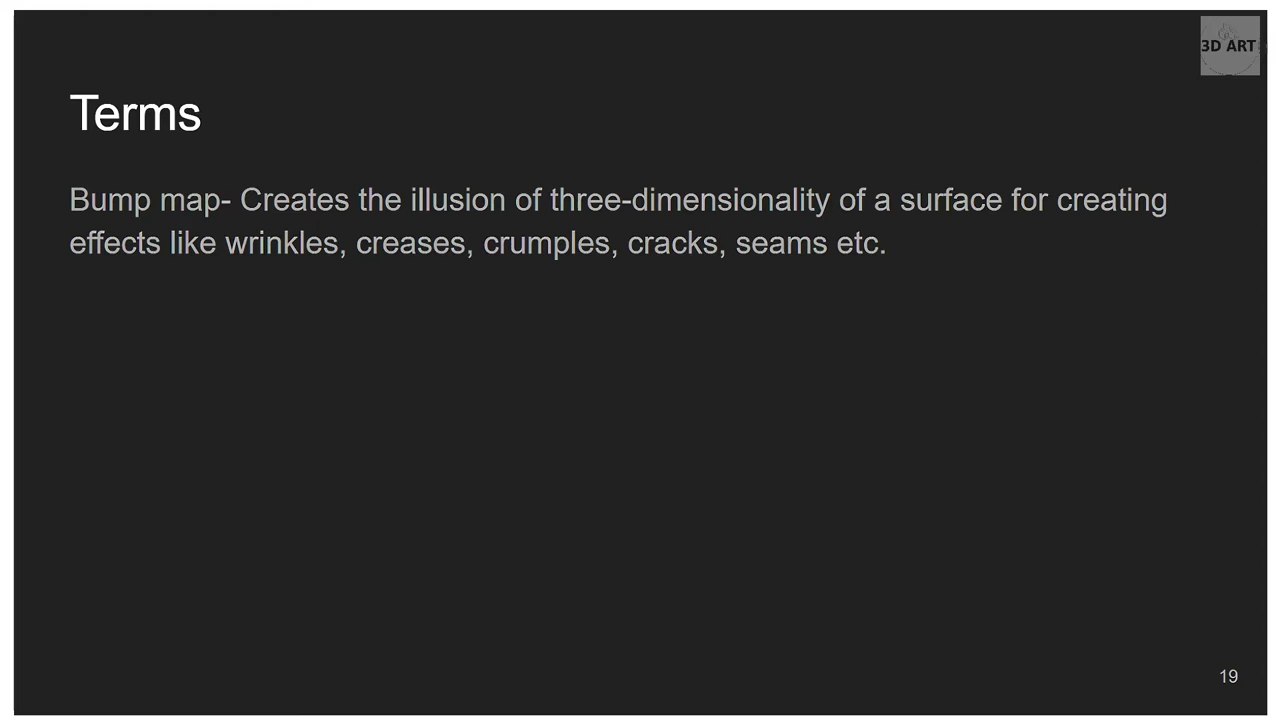 3D ART
Terms
Bump map- Creates the illusion of three-dimensionality of a surface for creating
effects like wrinkles, creases, crumples, cracks, seams etc.
19